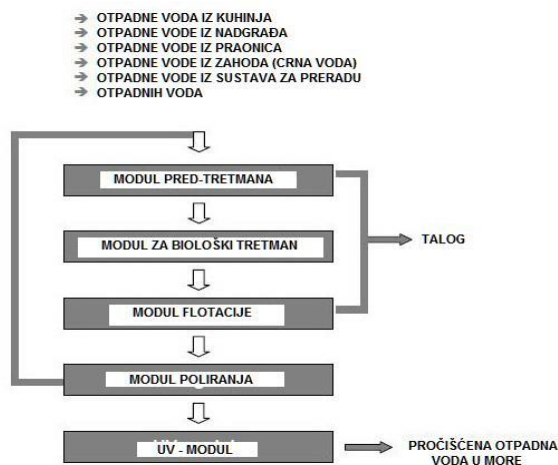 OTPADNE VODA IZ KUHINJA
OTPADNE VODE IZ NADGRAĐA
OTPADNE VODE IZ PRAONICA
OTPADNE VODE IZ ZAHODA (CRNA VODA)
OTPADNE VODE IZ SUSTAVA ZA PRERADU
OTPADNIH VODA
MODUL PRED-TRETMANA
MODUL ZA BIOLOŠKI TRETMAN
TALOG
MODUL FLOTACIJE
MODUL POLIRANJA
UV - MODUL
PROČIŠĆENA OTPADNA
VODA U MORE